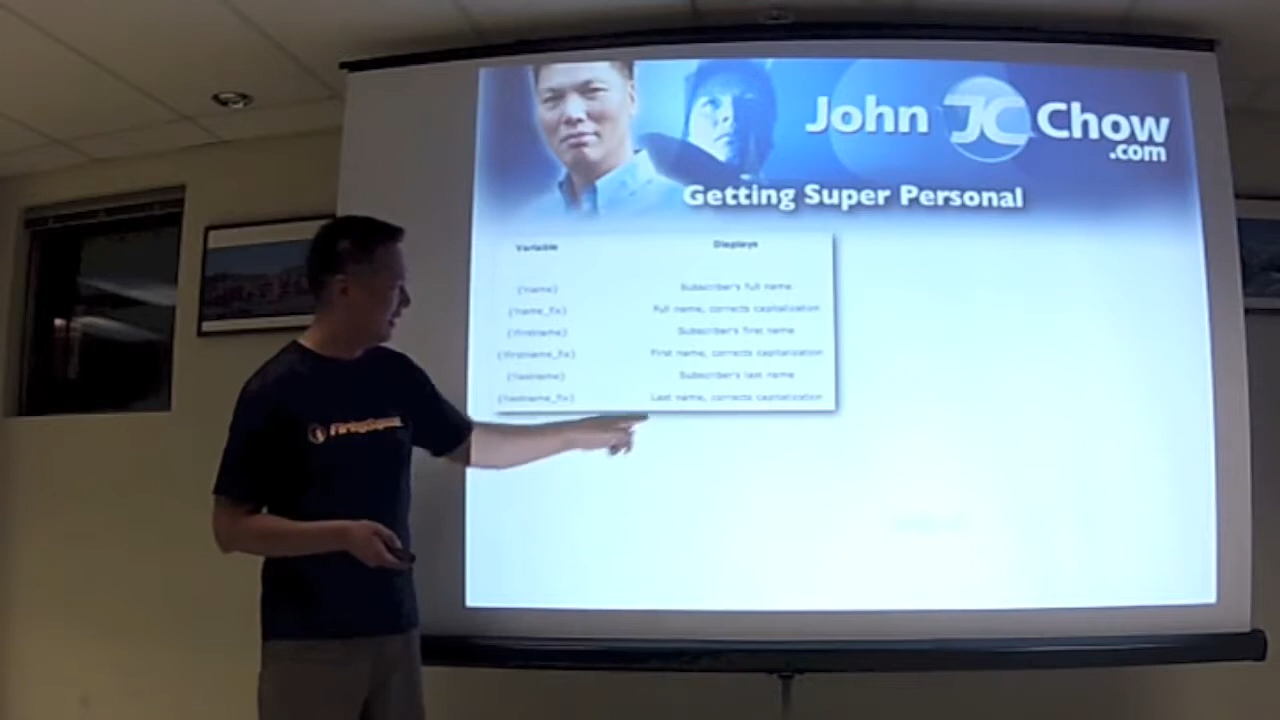 John JC Chow
.com
Getting Super Personal
Variable Displays
{!name} Subscriber's full name
{!name_fix} Full name, corrects capitalization
{!firstname} Subscriber's first name
{!firstname_fix} First name, corrects capitalization
{!lastname} Subscriber's last name
{!lastname_fix} Last name, corrects capitalization